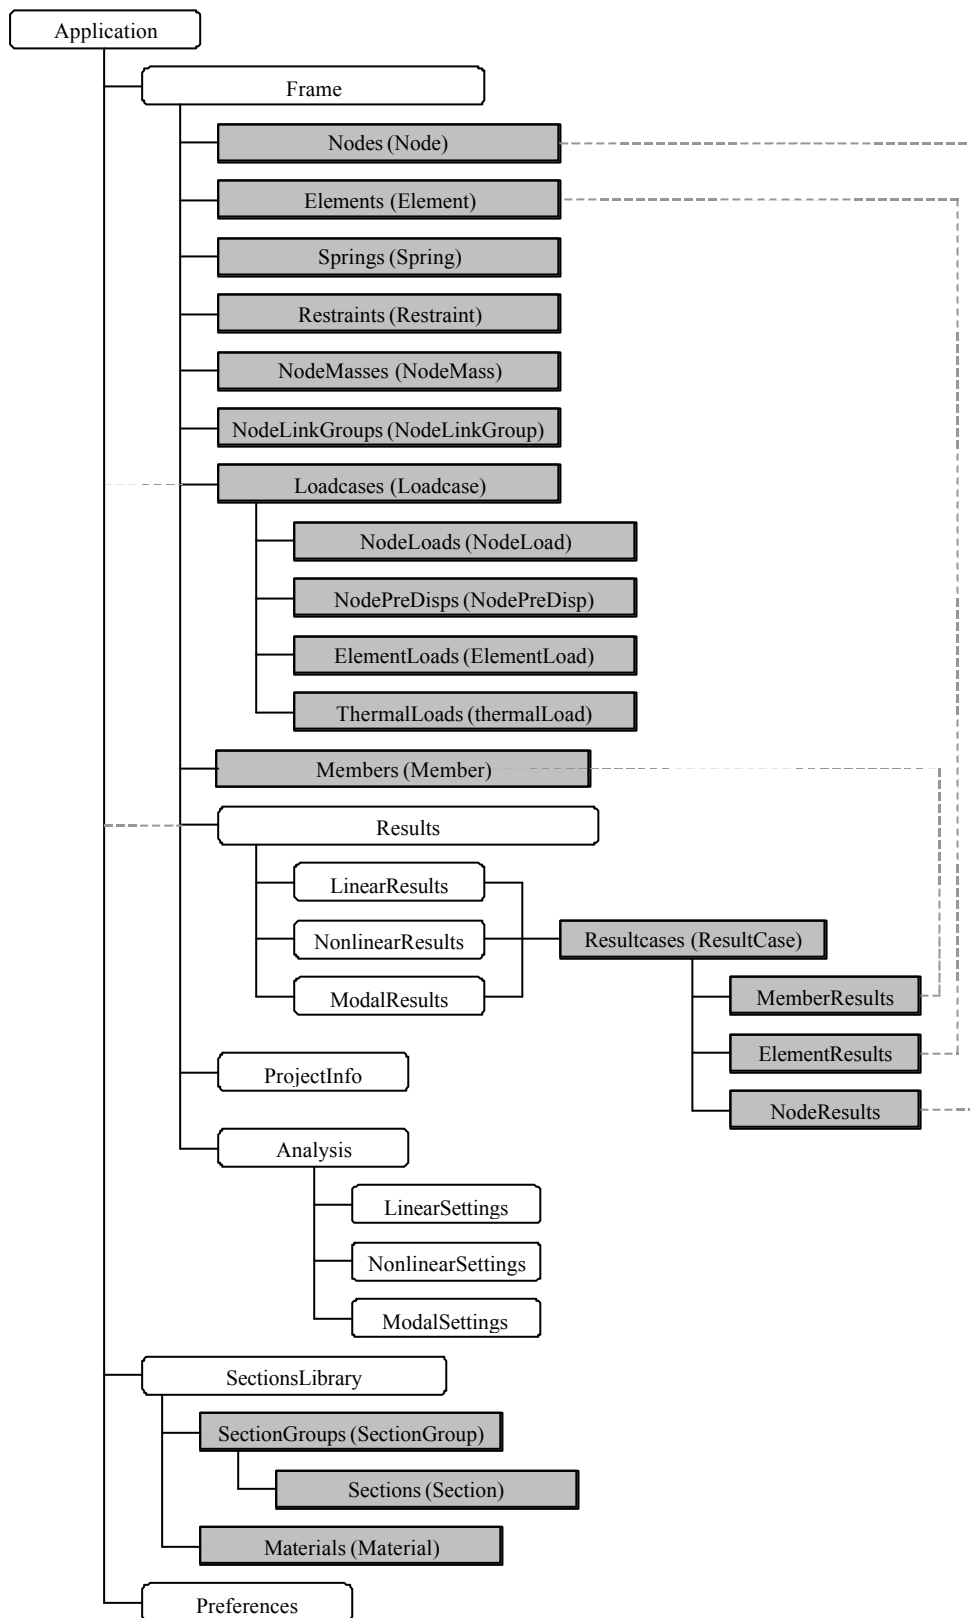 Application
Frame
Nodes (Node)
Elements (Element)
Springs (Spring)
Restraints (Restraint)
NodeMasses (NodeMass)
NodeLinkGroups (NodeLinkGroup)
Loadcases (Loadcase)
NodeLoads (NodeLoad)
NodePreDisps (NodePreDisp)
ElementLoads (ElementLoad)
ThermalLoads (thermalLoad)
Members (Member)
Results
LinearResults
NonlinearResults
ModalResults
Resultcases (ResultCase)
MemberResults
ElementResults
NodeResults
ProjectInfo
Analysis
LinearSettings
NonlinearSettings
ModalSettings
SectionsLibrary
SectionGroups (SectionGroup)
Sections (Section)
Materials (Material)
Preferences